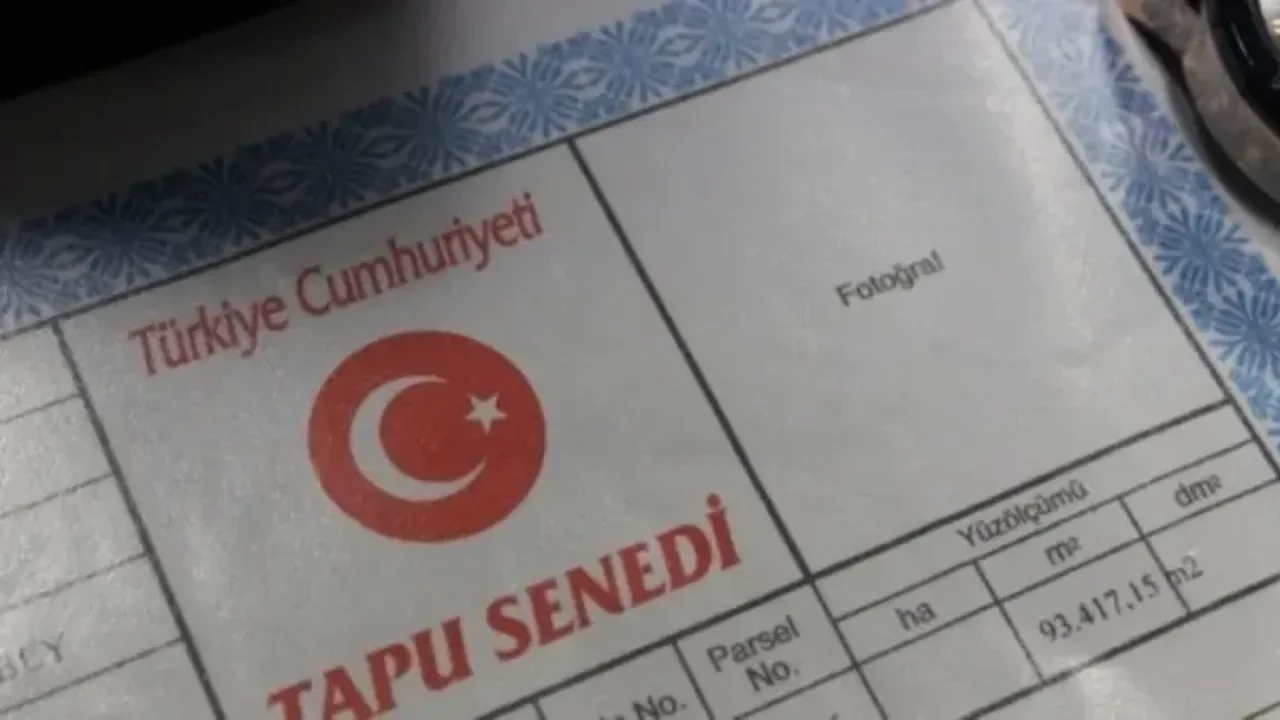 Türkiye Cumhuriyeti
TAPU SENEDİ
Fotoğraf
Yüzölçümü
ha
m²
dm²
93.417.15 m2
Parsel
No.
No.
BEY